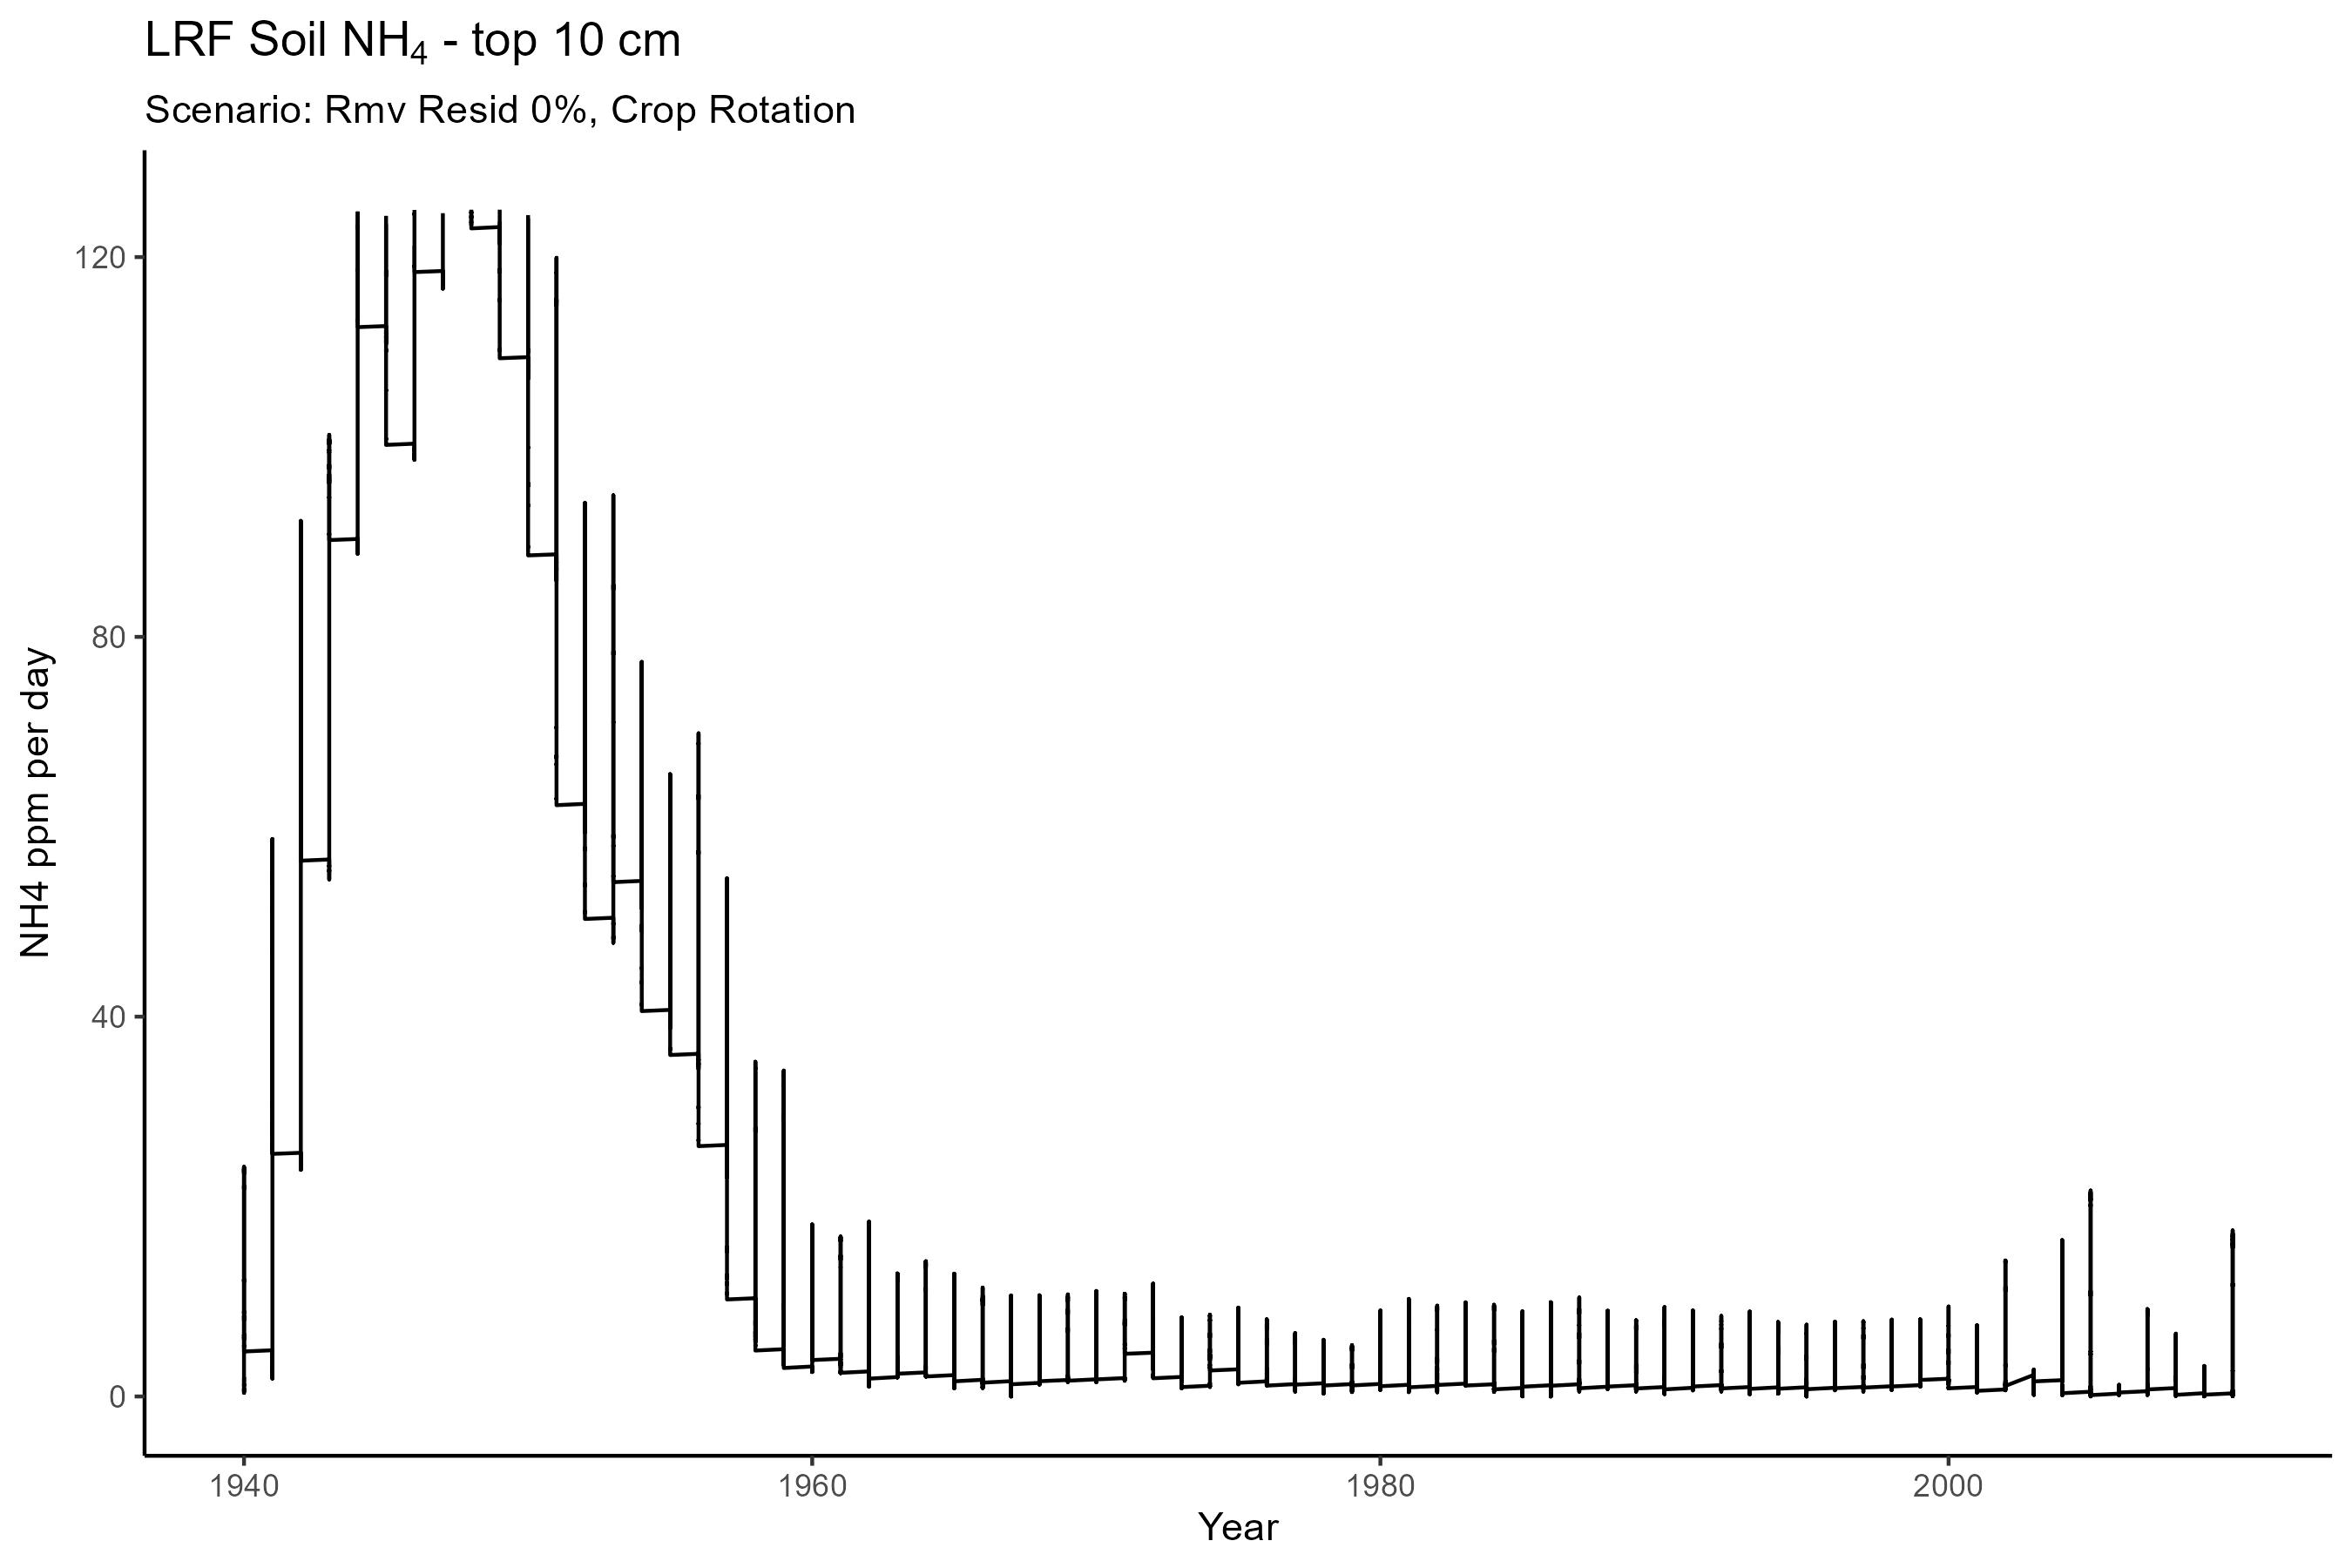 LRF Soil NH₄ - top 10 cm
Scenario: Rmv Resid 0%, Crop Rotation
NH4 ppm per day
120
80
40
0
1940 1960 1980 2000
Year